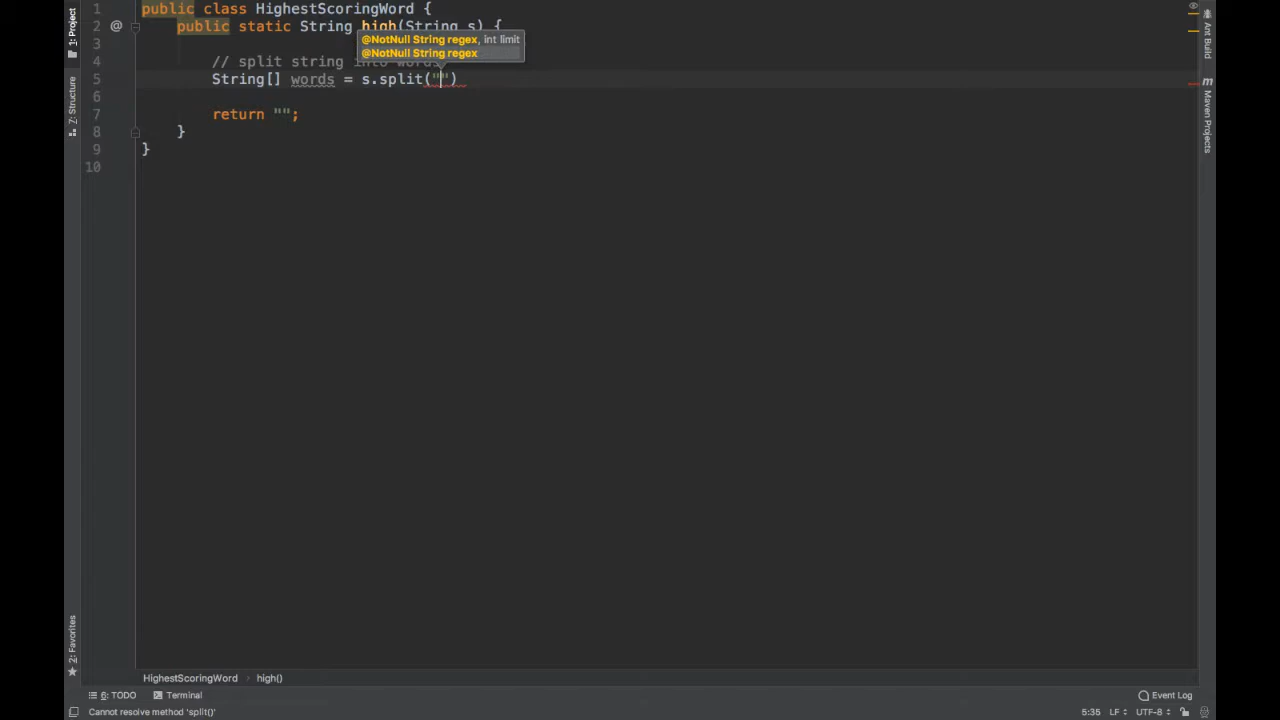 1 public class HighestScoringWord {
1: Project
2 @ public static String high(String s) {
@NotNull String regex, int limit
3
@NotNull String regex
4 // split string into words
5 String[] words = s.split("")
6
7 return "";
8 }
9 }
10
7: Structure
2: Favorites
Ant Build
m Maven Projects
HighestScoringWord › high()
6: TODO Terminal Event Log
Cannot resolve method 'split()' 5:35 LF UTF-8